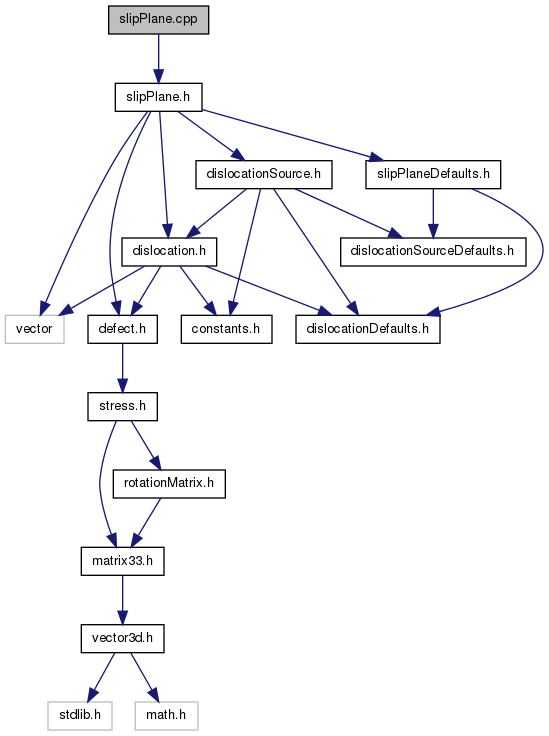 slipPlane.cpp
slipPlane.h
dislocationSource.h
slipPlaneDefaults.h
dislocation.h
dislocationSourceDefaults.h
vector
defect.h
constants.h
dislocationDefaults.h
stress.h
rotationMatrix.h
matrix33.h
vector3d.h
stdlib.h
math.h